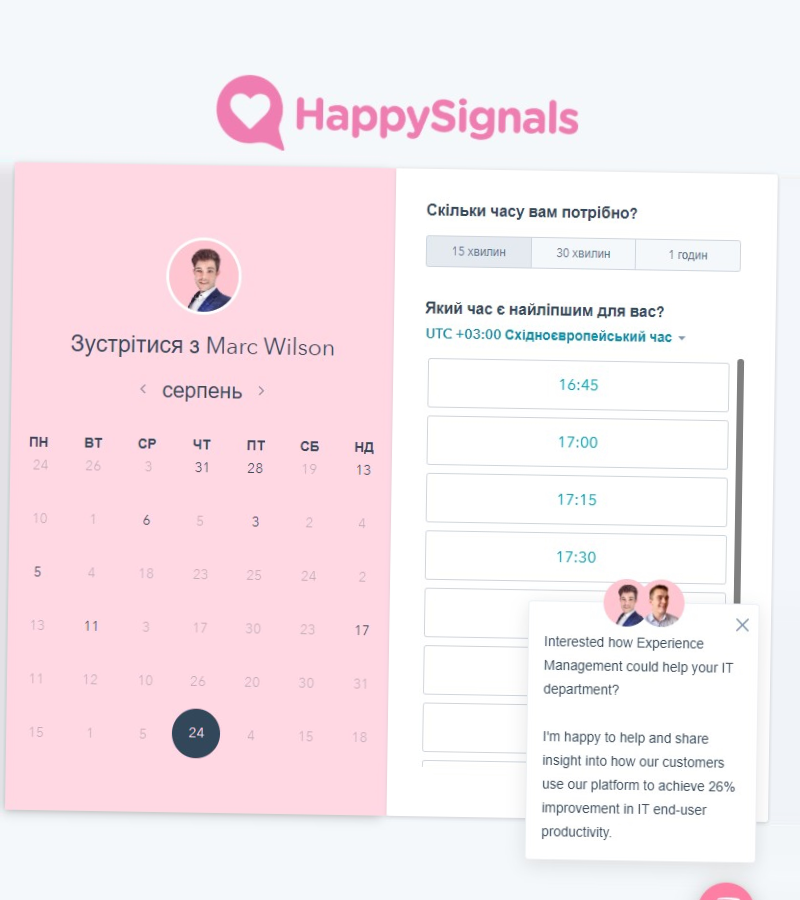 HappySignals
Зустрітися з Marc Wilson
серпень
ПН ВТ СР ЧТ ПТ СБ НД
24 26 3 31 28 19 13
10 1 6 5 3 2 4
5 4 18 23 25 24 2
13 11 3 17 30 23 17
11 12 10 26 20 30 31
15 1 5 24 4 15 18
Скільки часу вам потрібно?
15 хвилин 30 хвилин 1 годин
Який час є найліпшим для вас?
UTC +03:00 Східноєвропейський час
16:45
17:00
17:15
17:30
Interested how Experience
Management could help your IT
department?
I'm happy to help and share
insight into how our customers
use our platform to achieve 26%
improvement in IT end-user
productivity.